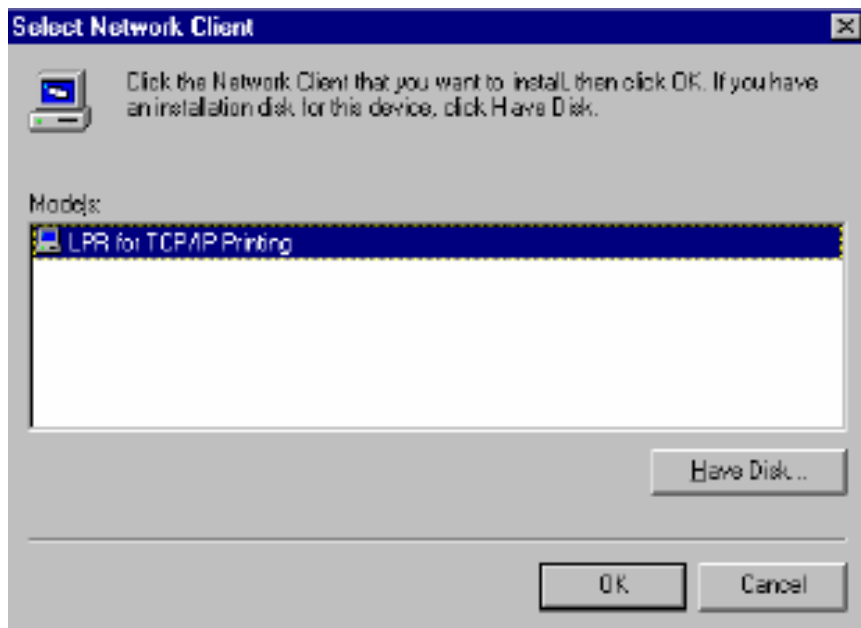 Select Network Client
Click the Network Client that you want to install, then click OK. If you have
an installation disk for this device, click Have Disk.
Models:
LPR for TCP/IP Printing
Have Disk...
OK
Cancel